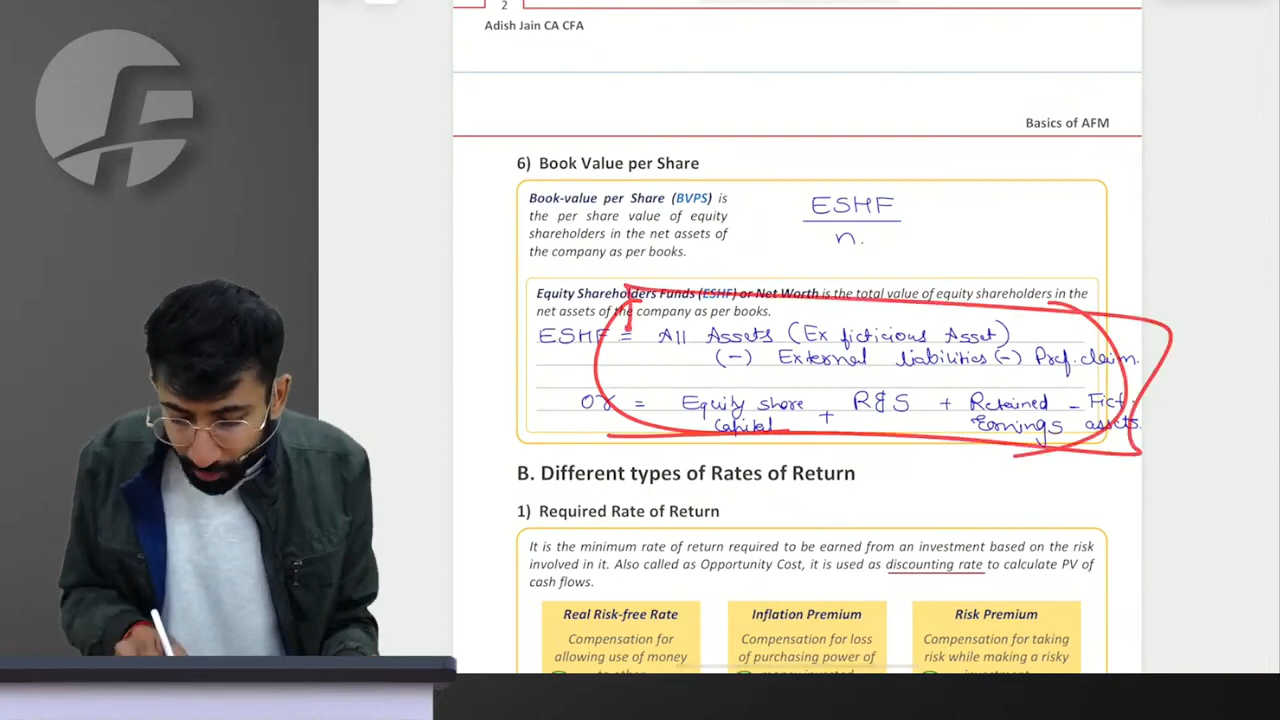 2
Adish Jain CA CFA
Basics of AFM
6) Book Value per Share
Book-value per Share (BVPS) is
the per share value of equity
shareholders in the net assets of
the company as per books.
ESHF
n.
Equity Shareholders Funds (ESHF) or Net Worth is the total value of equity shareholders in the
net assets of the company as per books.
ESHF = All Assets (Ex ficticious Asset)
(-) External liabilities (-) Pref. claim.
Or = Equity share capital + R&S + Retained Earnings - Fict. assets.
B. Different types of Rates of Return
1) Required Rate of Return
It is the minimum rate of return required to be earned from an investment based on the risk
involved in it. Also called as Opportunity Cost, it is used as discounting rate to calculate PV of
cash flows.
Real Risk-free Rate
Compensation for
allowing use of money
Inflation Premium
Compensation for loss
of purchasing power of
money invested
Risk Premium
Compensation for taking
risk while making a risky
investment